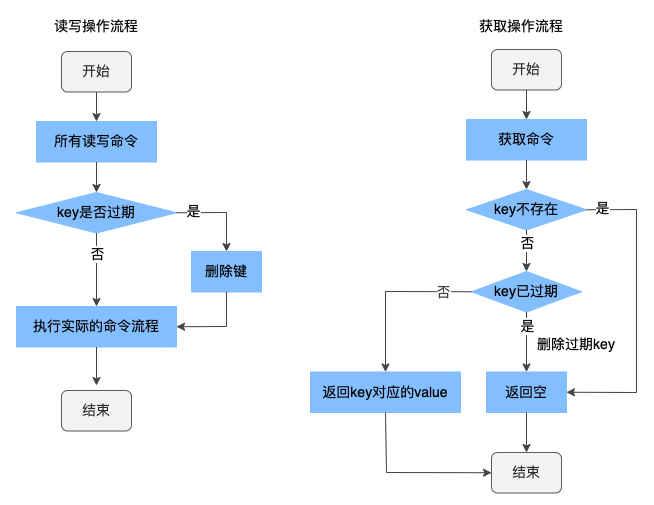 读写操作流程
开始
所有读写命令
key是否过期
是
否
删除键
执行实际的命令流程
结束
获取操作流程
开始
获取命令
key不存在
是
否
key已过期
否
是
删除过期key
返回key对应的value
返回空
结束